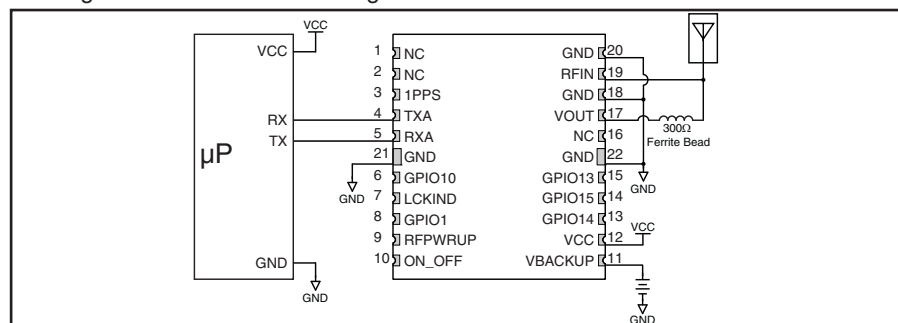 VCC
VCC
RX
TX
µP
GND
GND
1 NC
2 NC
3 1PPS
4 TXA
5 RXA
21 GND
GND
6 GPIO10
7 LCKIND
8 GPIO1
9 RFPWRUP
10 ON_OFF
GND 20
RFIN 19
GND 18
VOUT 17
NC 16
GND 22
GPIO13 15
GPIO15 14
GPIO14 13
VCC 12
VBACKUP 11
300Ω
Ferrite Bead
GND
VCC
GND